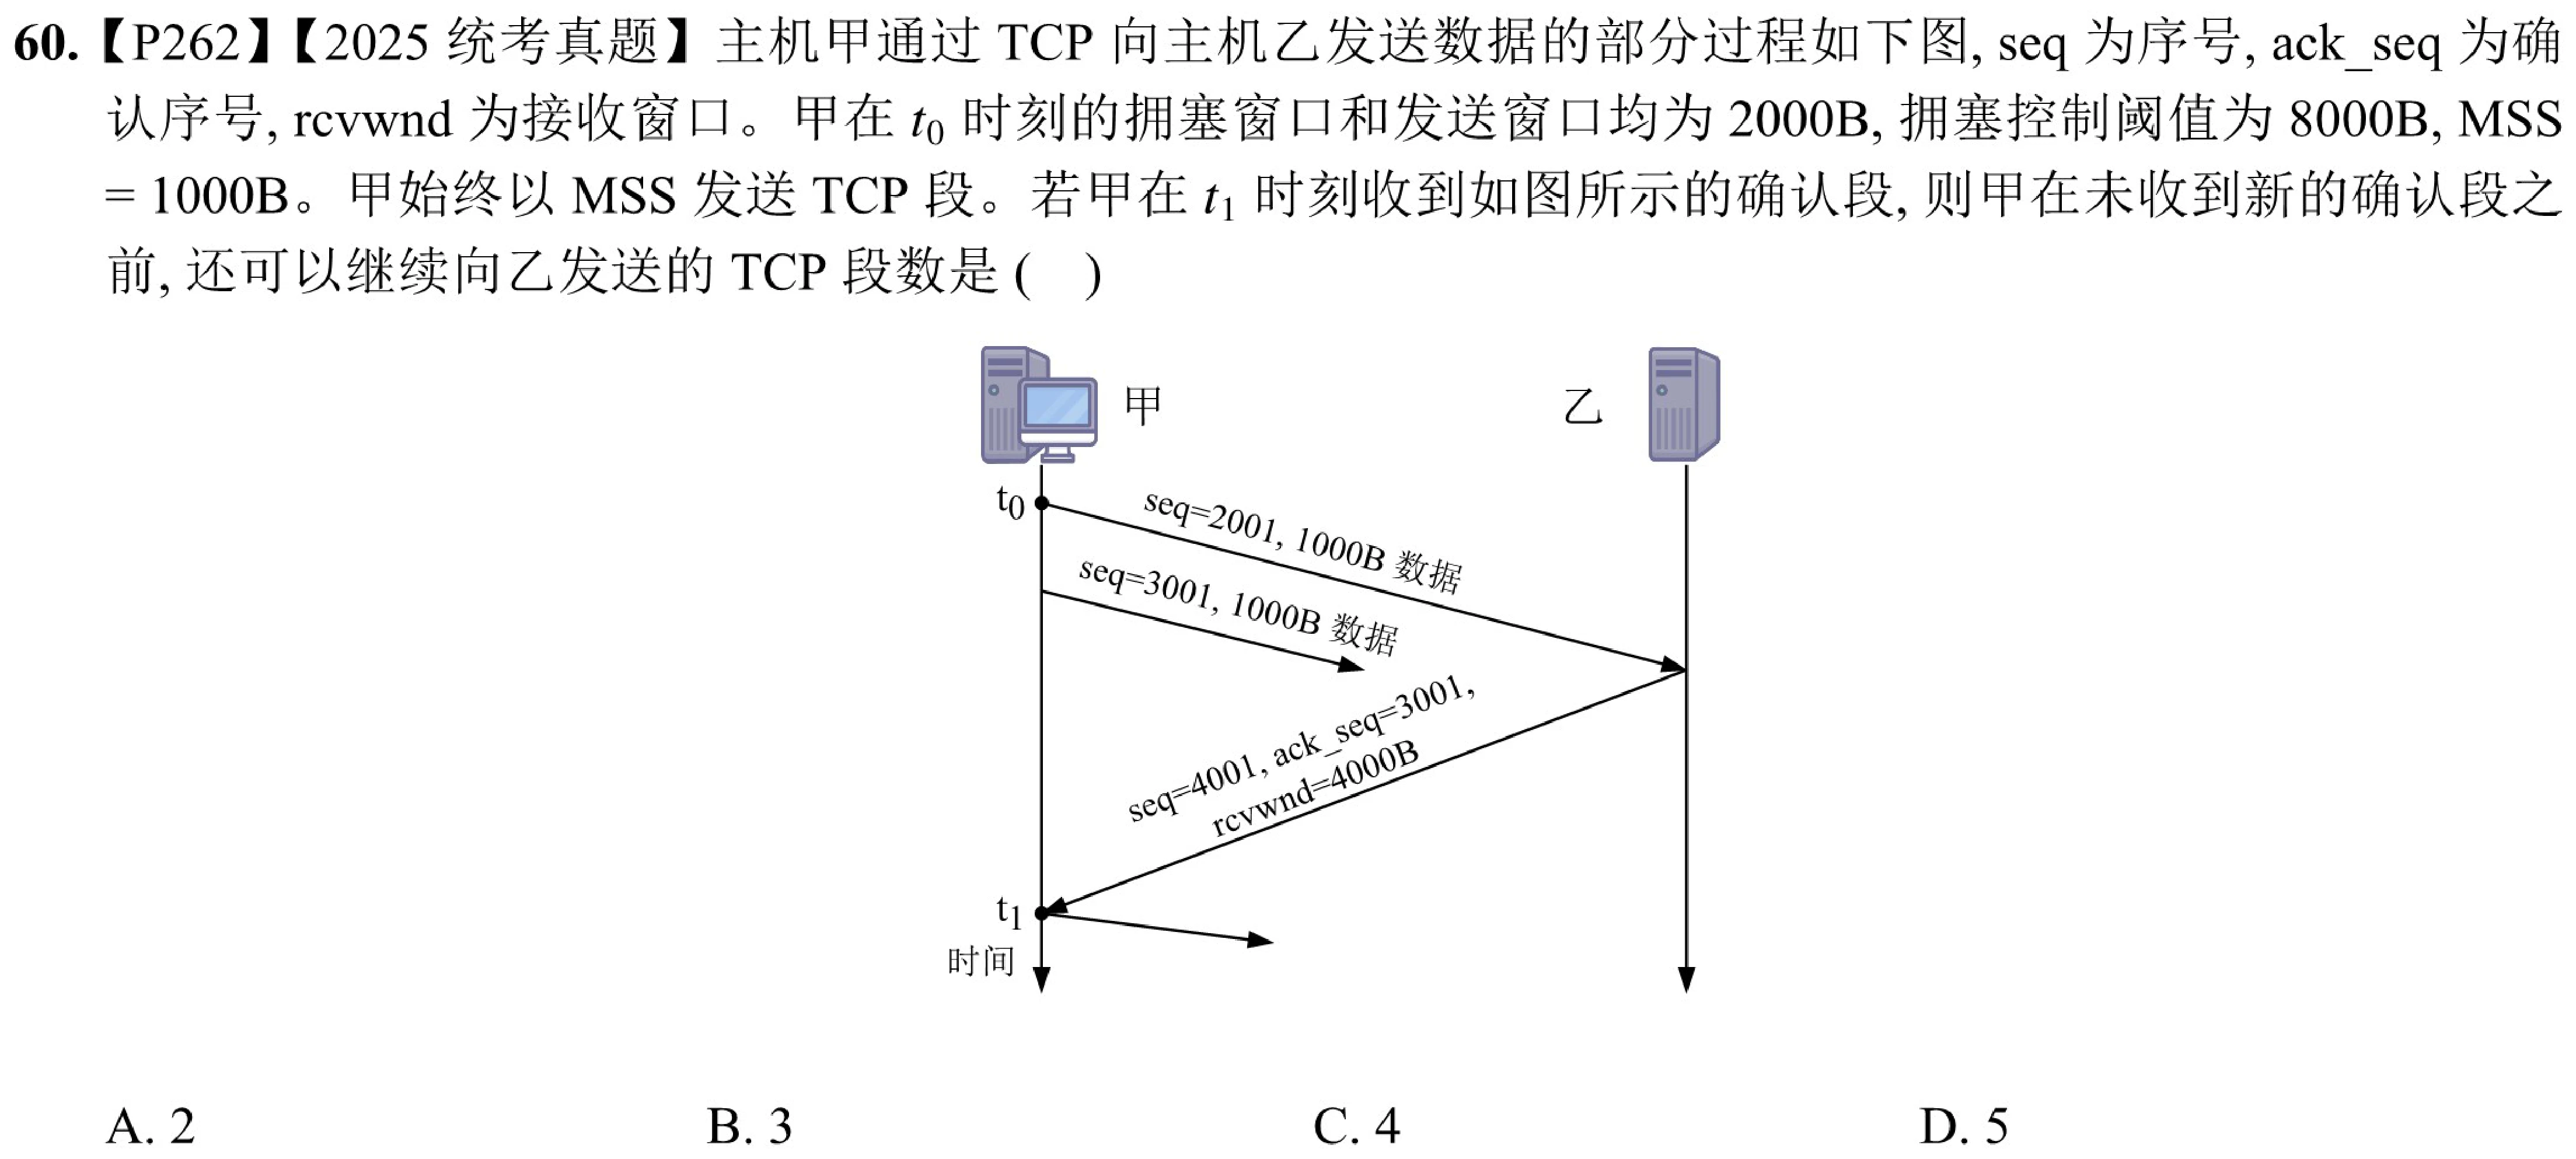 60.【P262】【2025 统考真题】主机甲通过 TCP 向主机乙发送数据的部分过程如下图, seq 为序号, ack_seq 为确
认序号, rcvwnd 为接收窗口。甲在 t₀ 时刻的拥塞窗口和发送窗口均为 2000B, 拥塞控制阈值为 8000B, MSS
= 1000B。甲始终以 MSS 发送 TCP 段。若甲在 t₁ 时刻收到如图所示的确认段, 则甲在未收到新的确认段之
前, 还可以继续向乙发送的 TCP 段数是 ( )
甲
乙
t₀
seq=2001, 1000B 数据
seq=3001, 1000B 数据
seq=4001, ack_seq=3001,
rcvwnd=4000B
t₁
时间
A. 2 B. 3 C. 4 D. 5